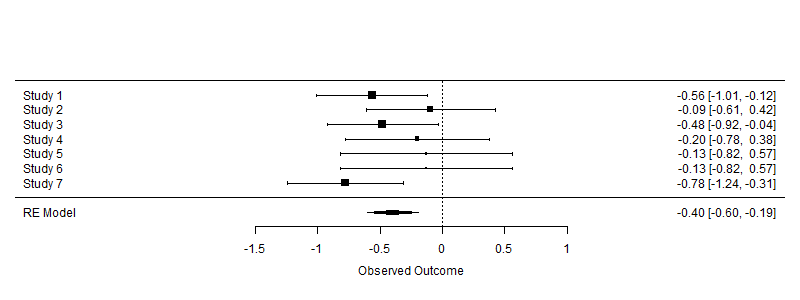 Study 1 -0.56 [-1.01, -0.12]
Study 2 -0.09 [-0.61, 0.42]
Study 3 -0.48 [-0.92, -0.04]
Study 4 -0.20 [-0.78, 0.38]
Study 5 -0.13 [-0.82, 0.57]
Study 6 -0.13 [-0.82, 0.57]
Study 7 -0.78 [-1.24, -0.31]
RE Model -0.40 [-0.60, -0.19]
-1.5 -1 -0.5 0 0.5 1
Observed Outcome